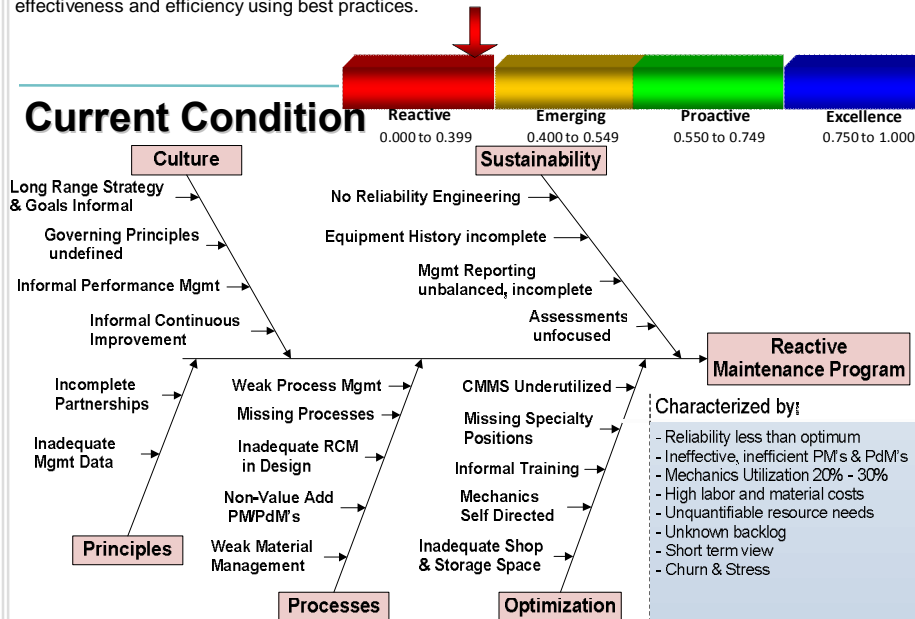 effectiveness and efficiency using best practices.
Current Condition
Reactive
0.000 to 0.399
Emerging
0.400 to 0.549
Proactive
0.550 to 0.749
Excellence
0.750 to 1.000
Culture
Long Range Strategy
& Goals Informal
Governing Principles
undefined
Informal Performance Mgmt
Informal Continuous
Improvement
Sustainability
No Reliability Engineering
Equipment History incomplete
Mgmt Reporting
unbalanced, incomplete
Assessments
unfocused
Reactive
Maintenance Program
Incomplete
Partnerships
Inadequate
Mgmt Data
Principles
Weak Process Mgmt
Missing Processes
Inadequate RCM
in Design
Non-Value Add
PM/PdM's
Weak Material
Management
Processes
CMMS Underutilized
Missing Specialty
Positions
Informal Training
Mechanics
Self Directed
Inadequate Shop
& Storage Space
Optimization
Characterized by:
- Reliability less than optimum
- Ineffective, inefficient PM's & PdM's
- Mechanics Utilization 20% - 30%
- High labor and material costs
- Unquantifiable resource needs
- Unknown backlog
- Short term view
- Churn & Stress